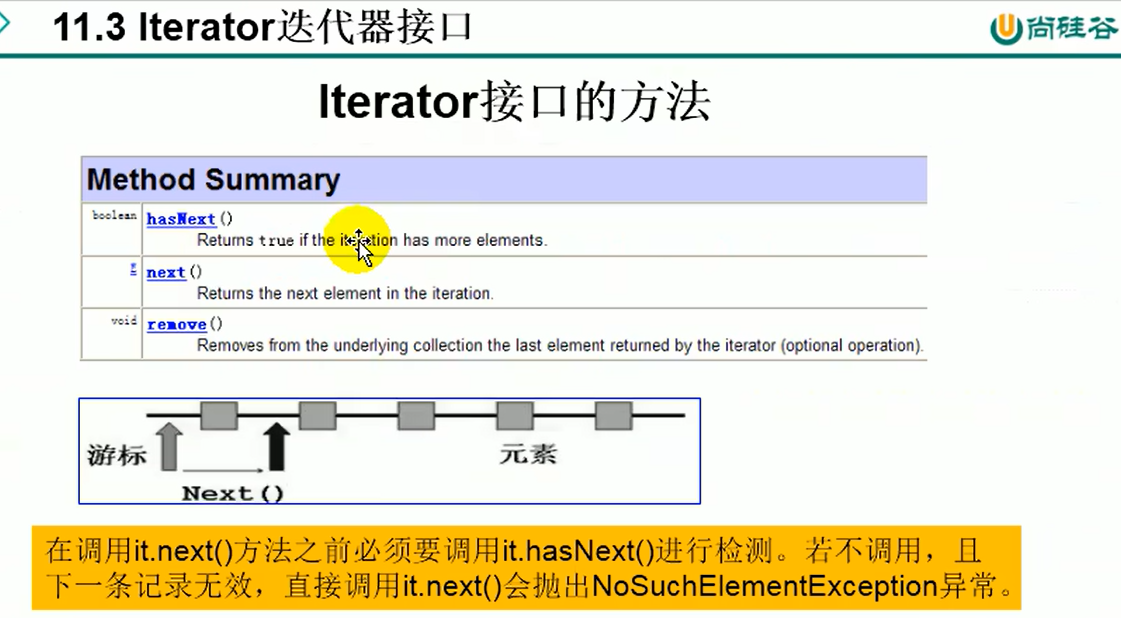 11.3 Iterator迭代器接口
尚硅谷
Iterator接口的方法
Method Summary
boolean hasNext()
Returns true if the iteration has more elements.
E next()
Returns the next element in the iteration.
void remove()
Removes from the underlying collection the last element returned by the iterator (optional operation).
游标
元素
Next()
在调用it.next()方法之前必须要调用it.hasNext()进行检测。若不调用，且
下一条记录无效，直接调用it.next()会抛出NoSuchElementException异常。